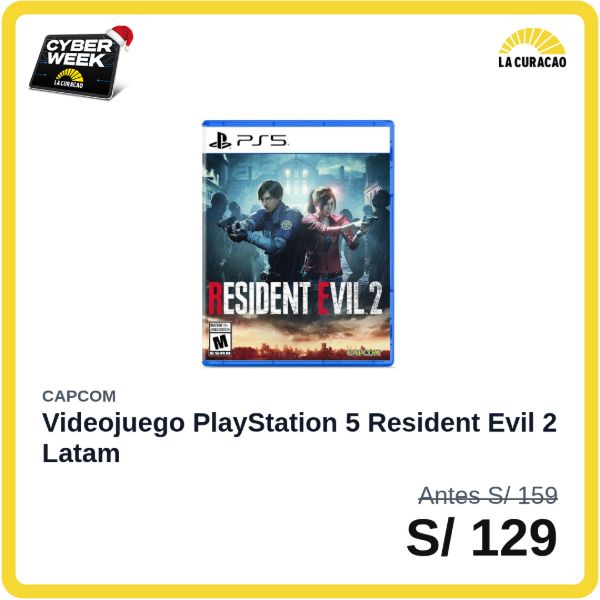 CYBER
WEEK
LA CURACAO
LA CURACAO
PS5
RESIDENT EVIL 2
M
CAPCOM
CAPCOM
Videojuego PlayStation 5 Resident Evil 2
Latam
Antes S/ 159
S/ 129